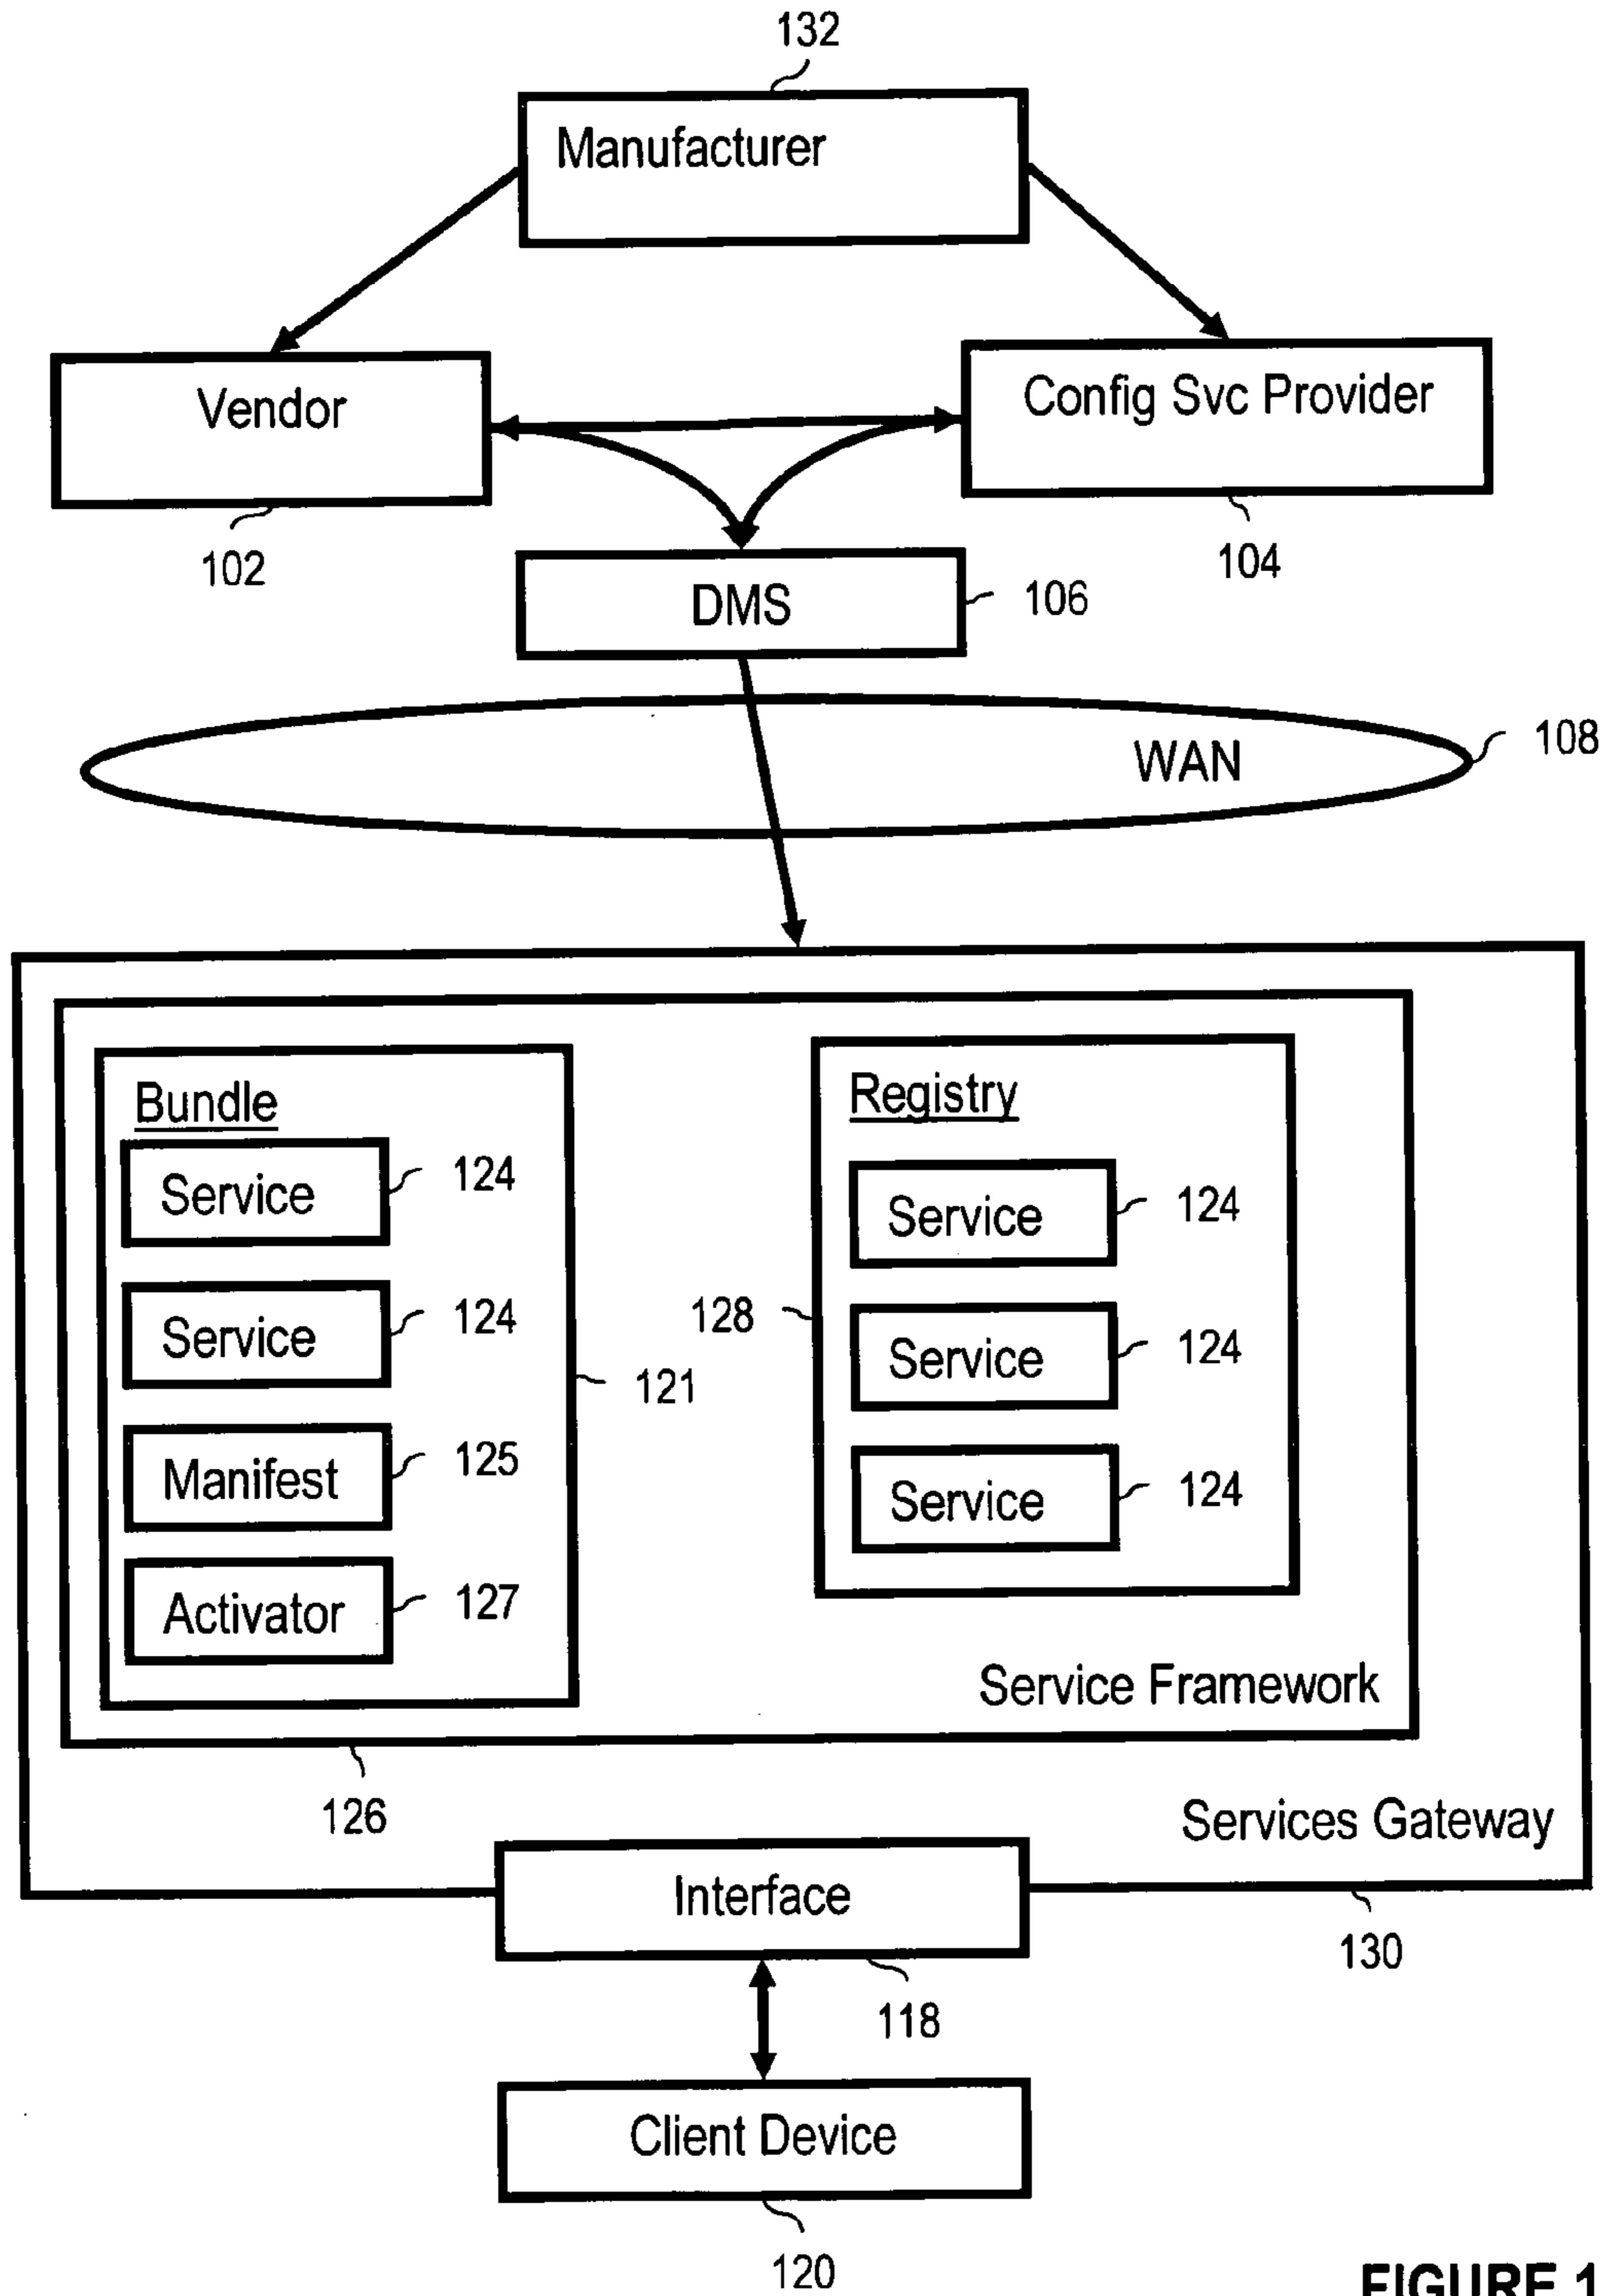 132
Manufacturer
Vendor
Config Svc Provider
102
104
DMS
106
WAN
108
Bundle
Registry
Service
124
Service
124
Service
124
128
Service
124
121
Manifest
125
Service
124
Activator
127
Service Framework
126
Services Gateway
Interface
130
118
Client Device
120
FIGURE 1